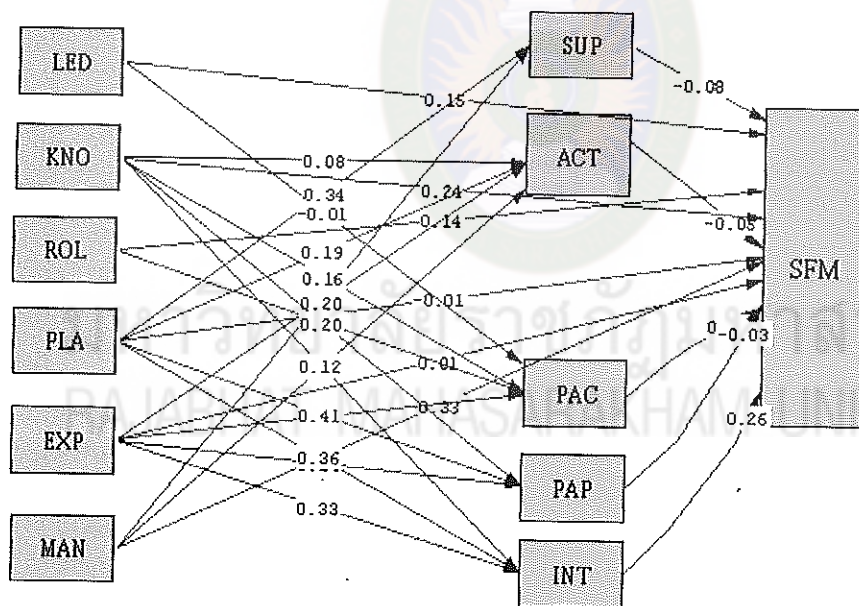 SUP
LED
-0.08
0.15
KNO
ACT
0.08
0.34
0.24
-0.01
0.14
-0.05
ROL
0.19
0.16
SFM
0.20
-0.01
PLA
0.20
-0.03
0.12
0.01
PAC
0.33
0.41
0.26
EXP
0.36
PAP
0.33
MAN
INT